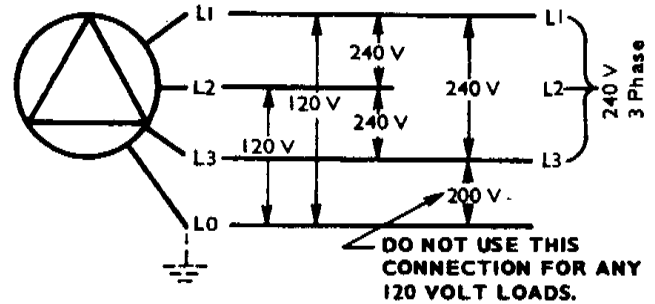 L1
L1
240 V
L2
120 V
240 V
L2
240 V
3 Phase
120 V
240 V
L3
L3
200 V
L0
DO NOT USE THIS
CONNECTION FOR ANY
120 VOLT LOADS.